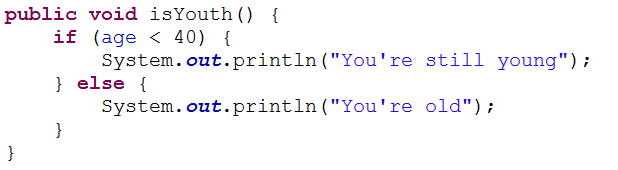 public void isYouth() {
    if (age < 40) {
        System.out.println("You're still young");
    } else {
        System.out.println("You're old");
    }
}